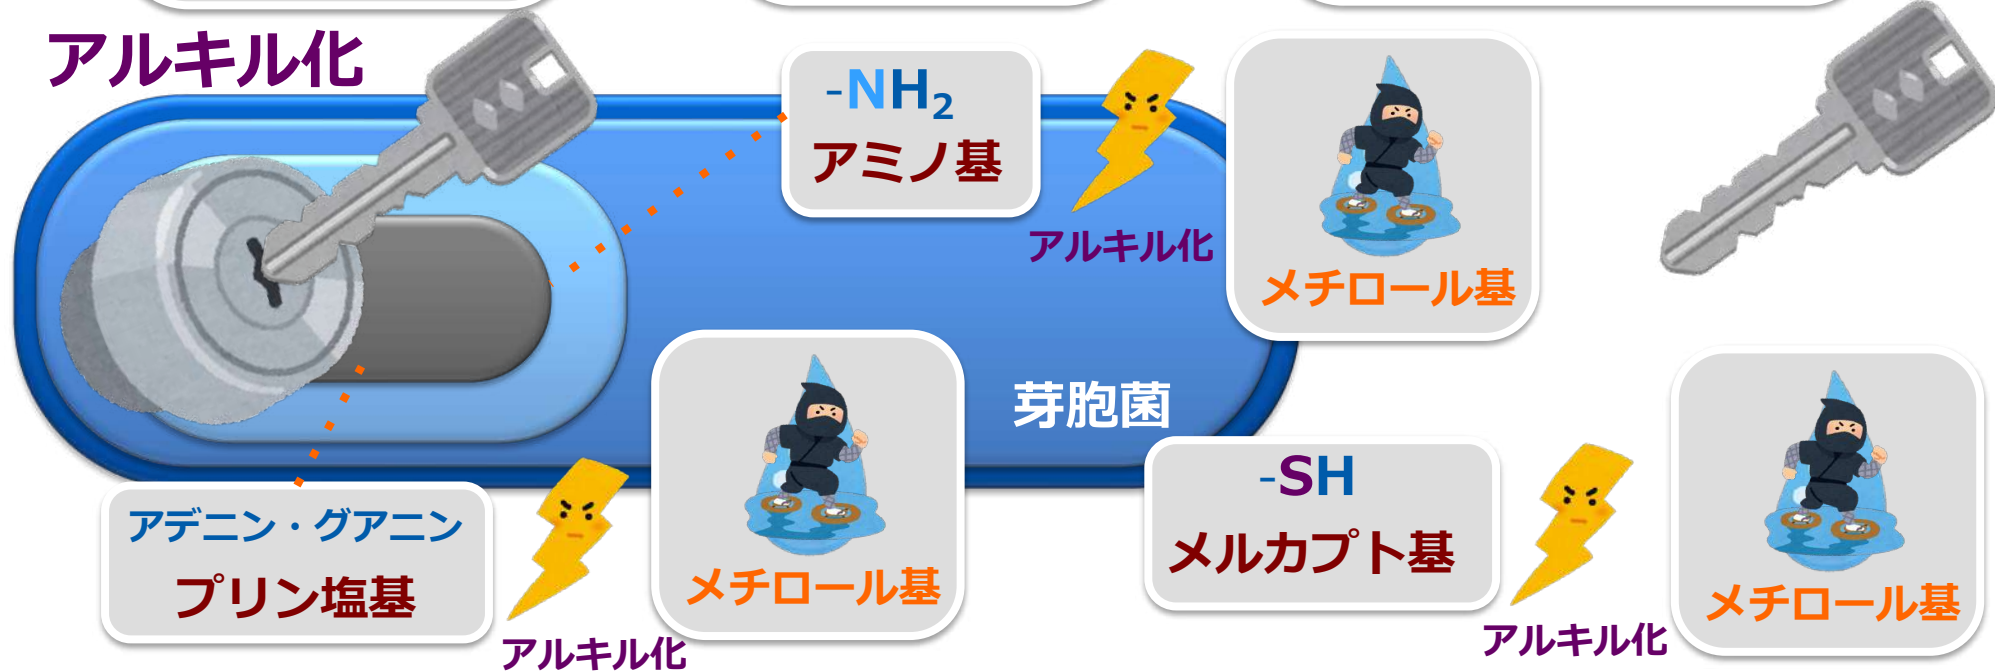 アルキル化
-NH₂
アミノ基
アルキル化
メチロール基
芽胞菌
アデニン・グアニン
プリン塩基
アルキル化
メチロール基
-SH
メルカプト基
アルキル化
メチロール基